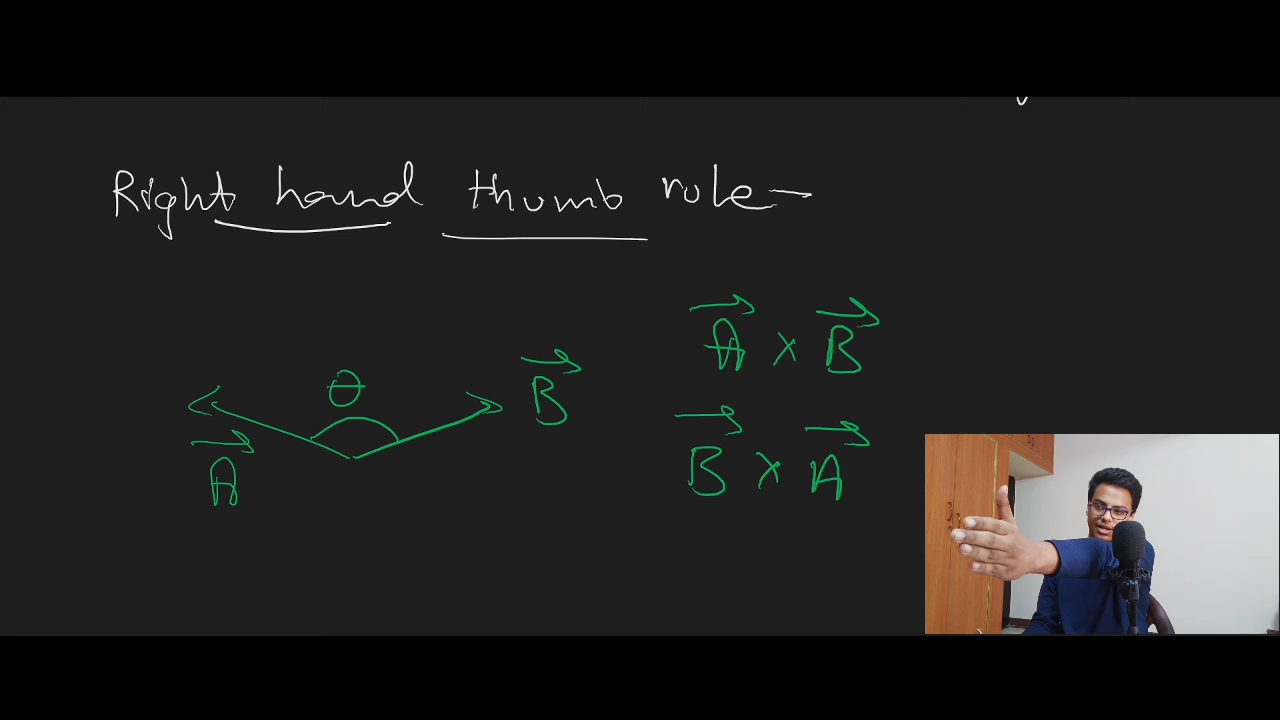 Right hand thumb rule-
A × B
θ
B
B × A
A